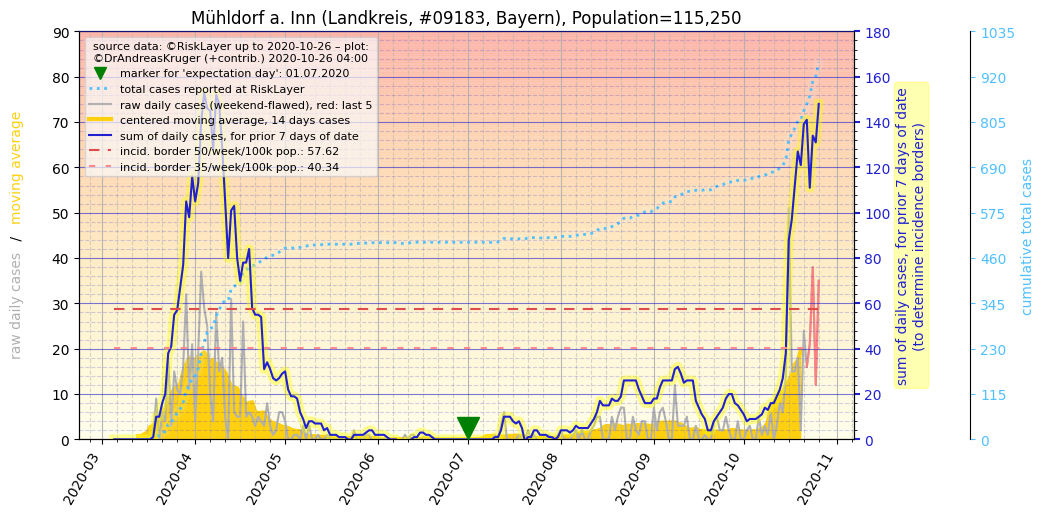 Mühldorf a. Inn (Landkreis, #09183, Bayern), Population=115,250
source data: ©RiskLayer up to 2020-10-26 – plot:
©DrAndreasKruger (+contrib.) 2020-10-26 04:00
marker for 'expectation day': 01.07.2020
total cases reported at RiskLayer
raw daily cases (weekend-flawed), red: last 5
centered moving average, 14 days cases
sum of daily cases, for prior 7 days of date
incid. border 50/week/100k pop.: 57.62
incid. border 35/week/100k pop.: 40.34
raw daily cases / moving average
90
80
70
60
50
40
30
20
10
0
2020-03
2020-04
2020-05
2020-06
2020-07
2020-08
2020-09
2020-10
2020-11
180
160
140
120
100
80
60
40
20
0
sum of daily cases, for prior 7 days of date
(to determine incidence borders)
1035
920
805
690
575
460
345
230
115
0
cumulative total cases